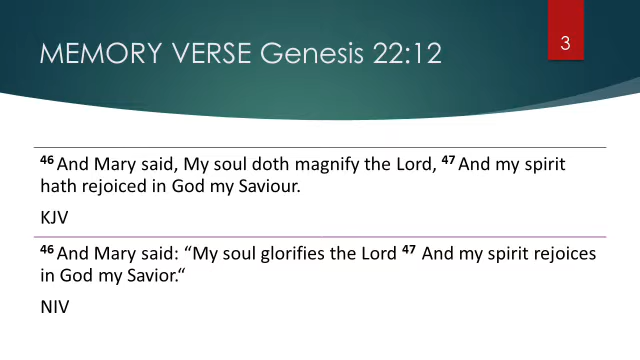 MEMORY VERSE Genesis 22:12
3
46 And Mary said, My soul doth magnify the Lord, 47 And my spirit
hath rejoiced in God my Saviour.
KJV
46 And Mary said: “My soul glorifies the Lord 47 And my spirit rejoices
in God my Savior.“
NIV